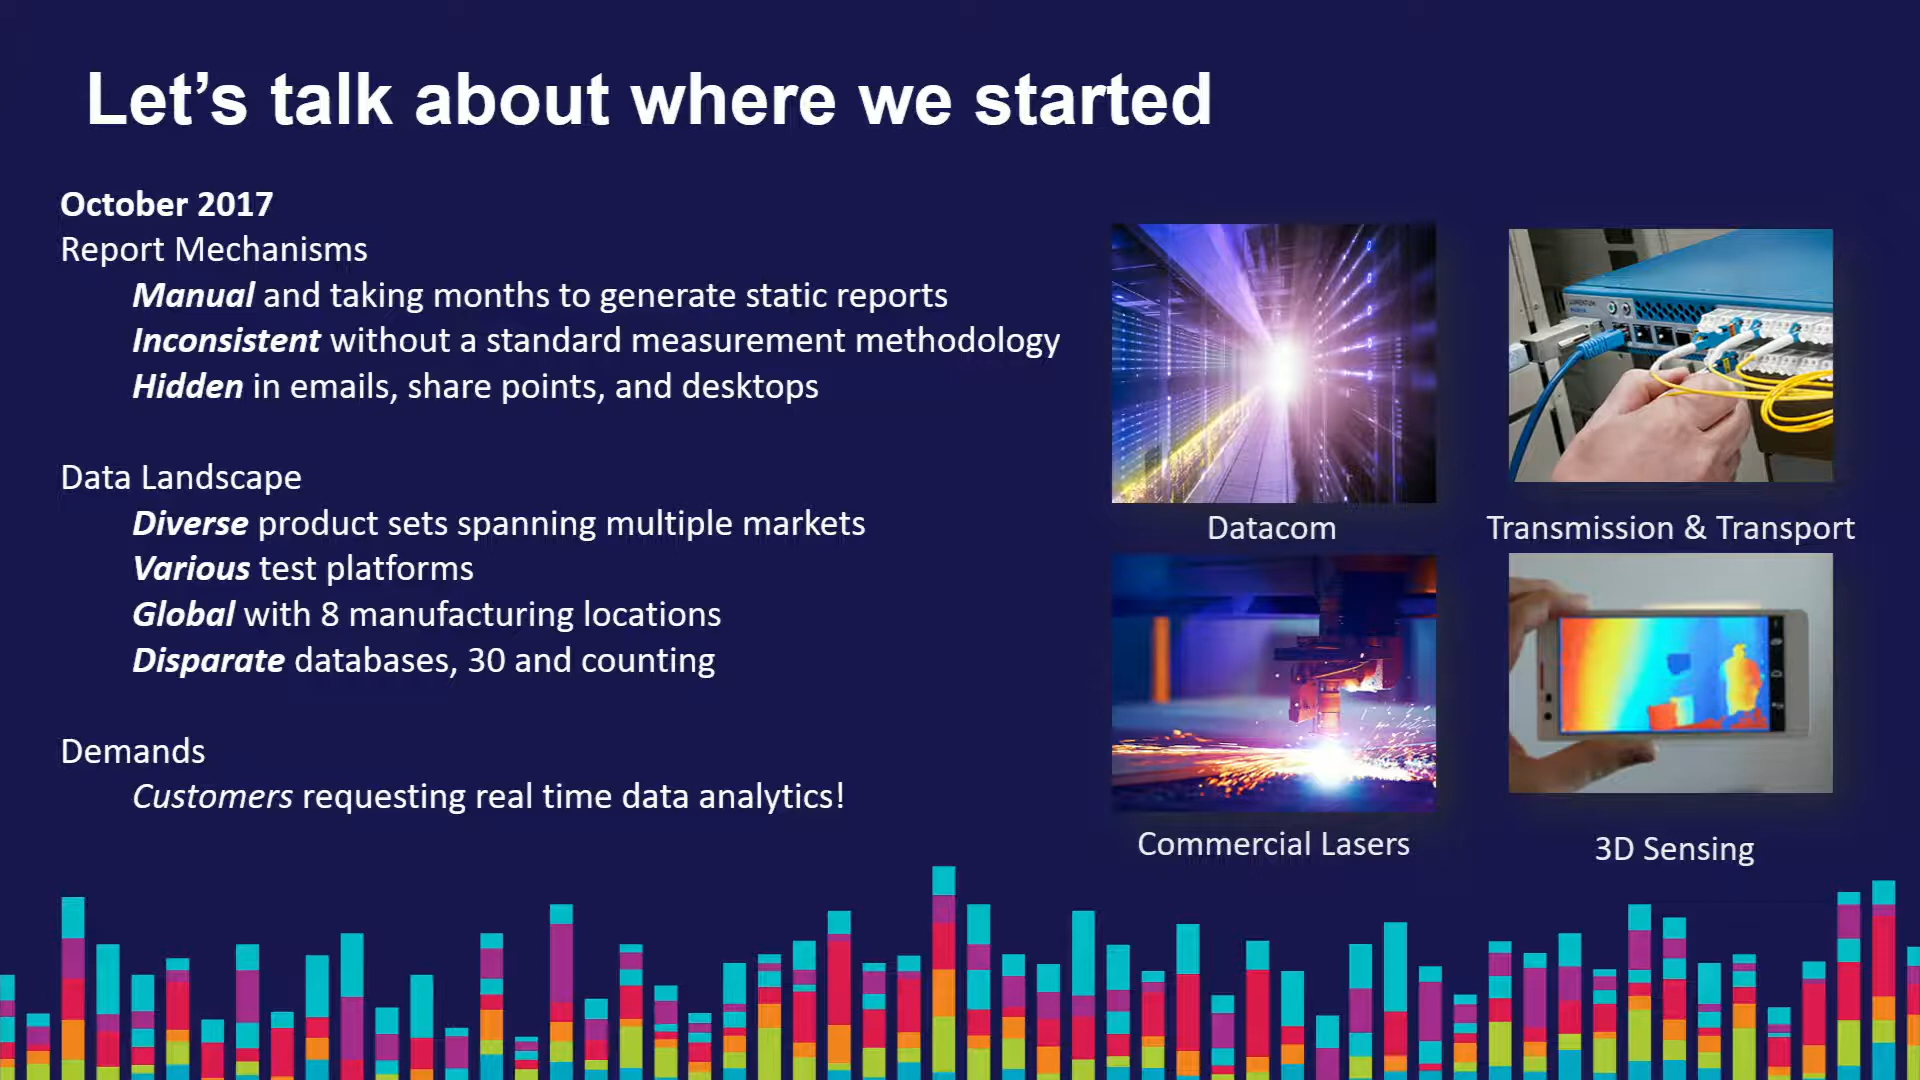 Let’s talk about where we started
October 2017
Report Mechanisms
Manual and taking months to generate static reports
Inconsistent without a standard measurement methodology
Hidden in emails, share points, and desktops
Data Landscape
Diverse product sets spanning multiple markets
Various test platforms
Global with 8 manufacturing locations
Disparate databases, 30 and counting
Demands
Customers requesting real time data analytics!
Datacom
Transmission & Transport
Commercial Lasers
3D Sensing